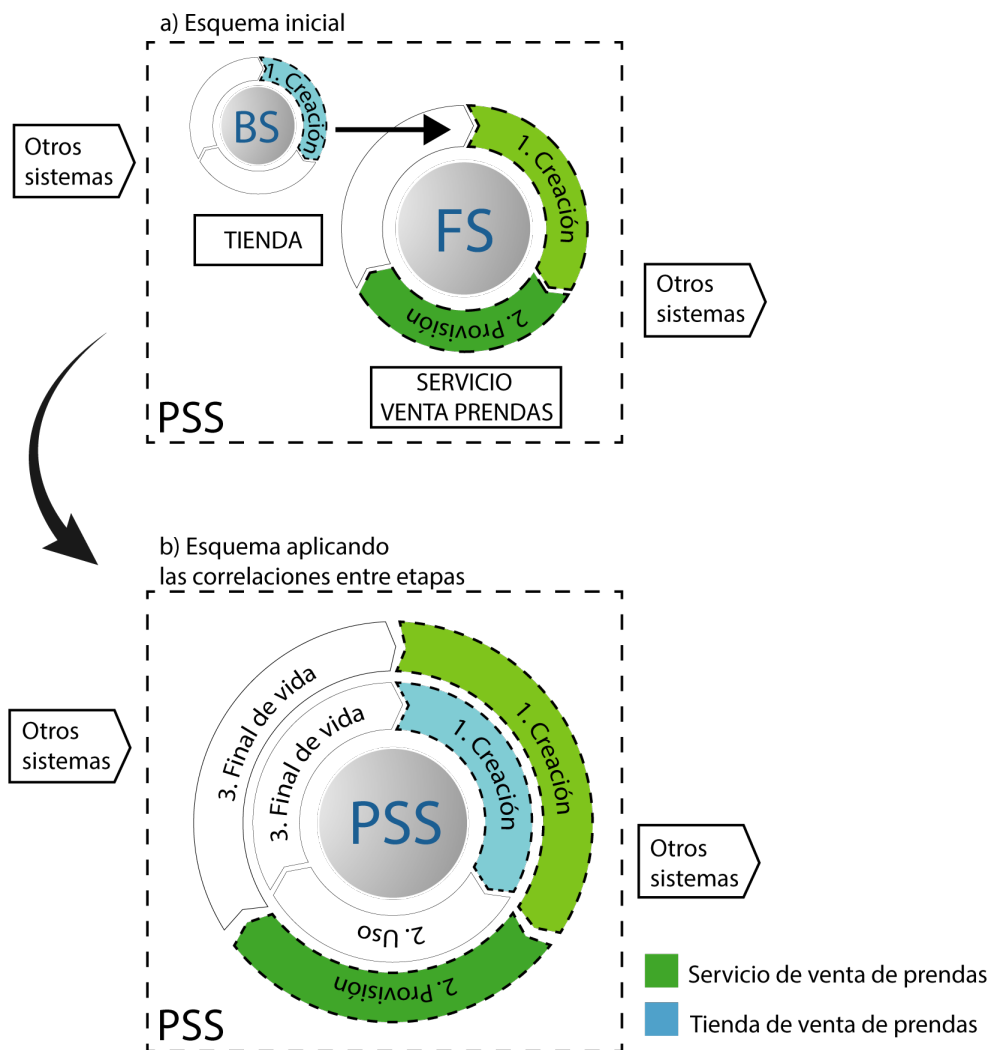 a) Esquema inicial
1. Creación
BS
Otros
sistemas
TIENDA
1. Creación
FS
2. Provisión
Otros
sistemas
SERVICIO
VENTA PRENDAS
PSS
b) Esquema aplicando
las correlaciones entre etapas
3. Final de vida
1. Creación
3. Final de vida
1. Creación
Otros
sistemas
PSS
2. Uso
2. Provisión
Otros
sistemas
PSS
Servicio de venta de prendas
Tienda de venta de prendas